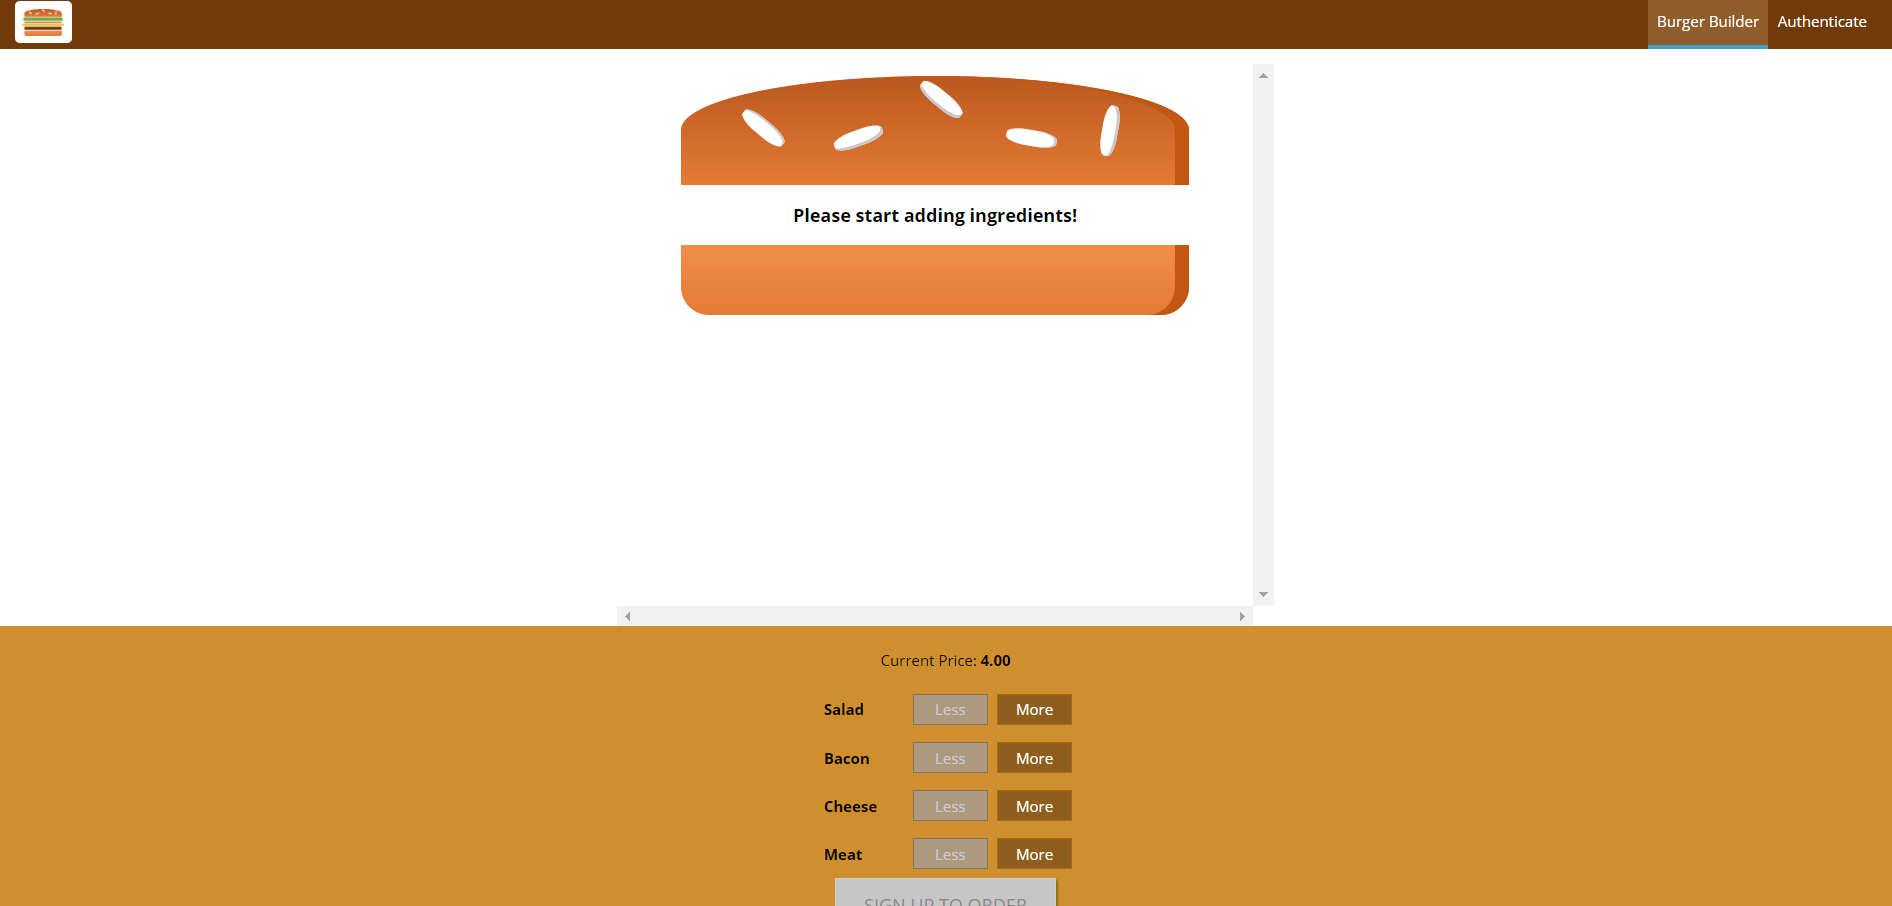 Burger Builder Authenticate
Please start adding ingredients!
Current Price: 4.00
Salad Less More
Bacon Less More
Cheese Less More
Meat Less More
SIGN UP TO ORDER